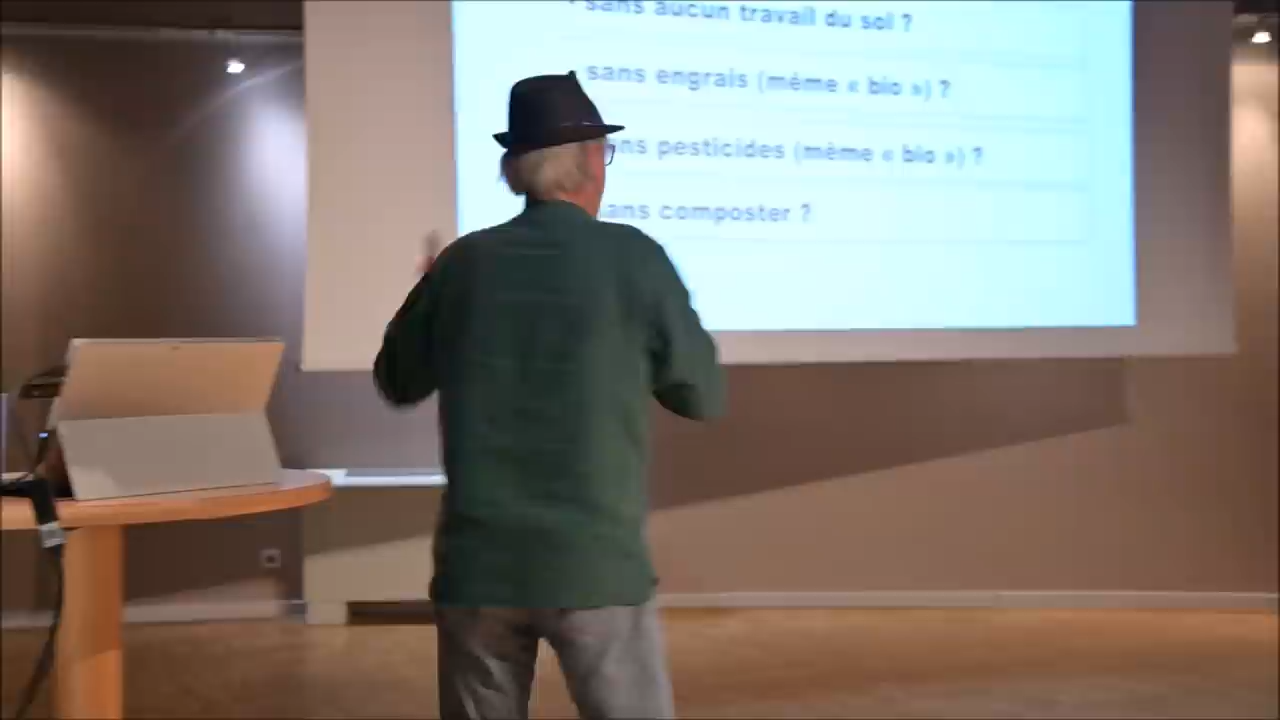 sans aucun travail du sol ?
sans engrais (même « bio ») ?
ns pesticides (même « bio ») ?
ans composter ?